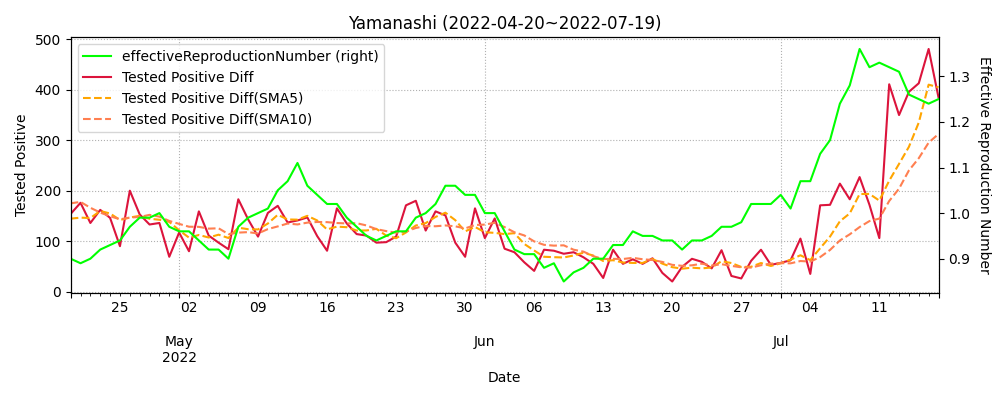 Yamanashi (2022-04-20~2022-07-19)
effectiveReproductionNumber (right)
Tested Positive Diff
Tested Positive Diff(SMA5)
Tested Positive Diff(SMA10)
Tested Positive
500
400
300
200
100
0
Effective Reproduction Number
1.3
1.2
1.1
1.0
0.9
25 02 09 16 23 30 06 13 20 27 04 11
May Jun Jul
2022
Date